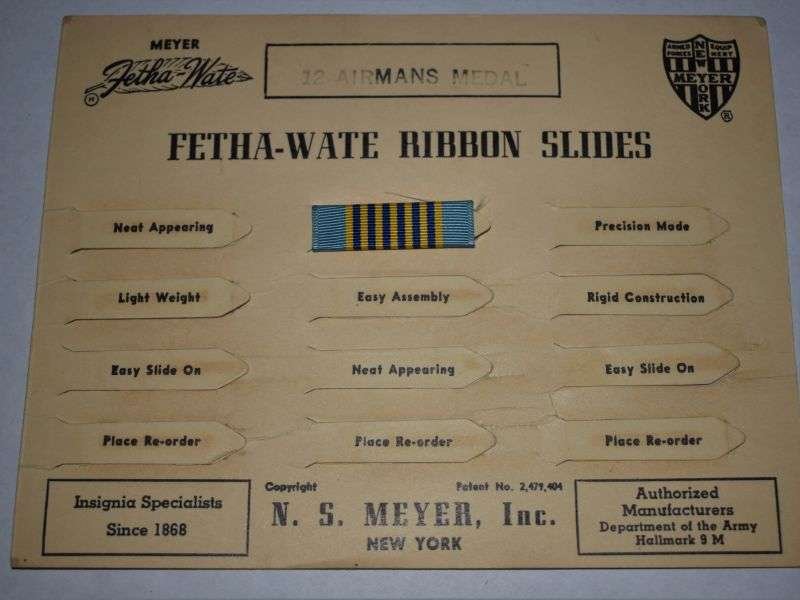 MEYER
Fetha-Wate
12 AIRMANS MEDAL
ARMED FORCES EQUIPMENT
NEW YORK
MEYER
FETHA-WATE RIBBON SLIDES
Neat Appearing
Precision Made
Light Weight
Easy Assembly
Rigid Construction
Easy Slide On
Neat Appearing
Easy Slide On
Place Re-order
Place Re-order
Place Re-order
Insignia Specialists
Since 1868
Copyright
Patent No. 2,479,404
N. S. MEYER, Inc.
NEW YORK
Authorized
Manufacturers
Department of the Army
Hallmark 9 M